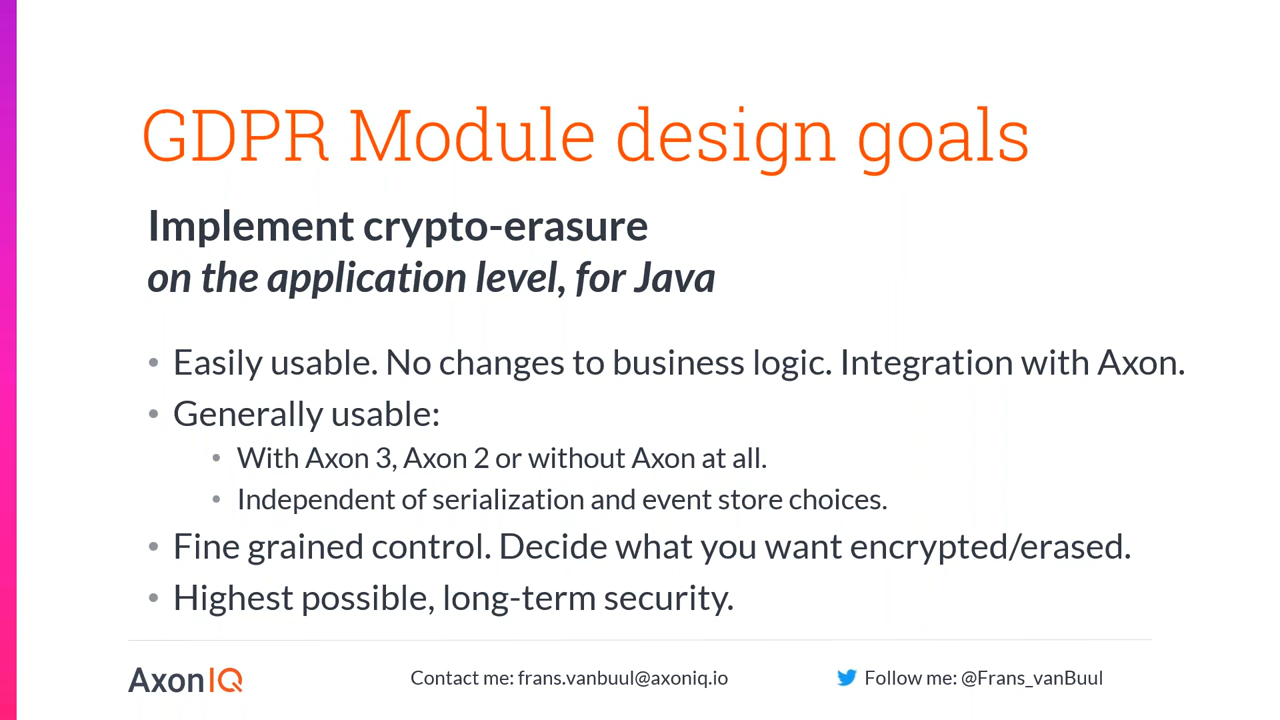 GDPR Module design goals
Implement crypto-erasure
on the application level, for Java
• Easily usable. No changes to business logic. Integration with Axon.
• Generally usable:
• With Axon 3, Axon 2 or without Axon at all.
• Independent of serialization and event store choices.
• Fine grained control. Decide what you want encrypted/erased.
• Highest possible, long-term security.
AxonIQ
Contact me: frans.vanbuul@axoniq.io
Follow me: @Frans_vanBuul